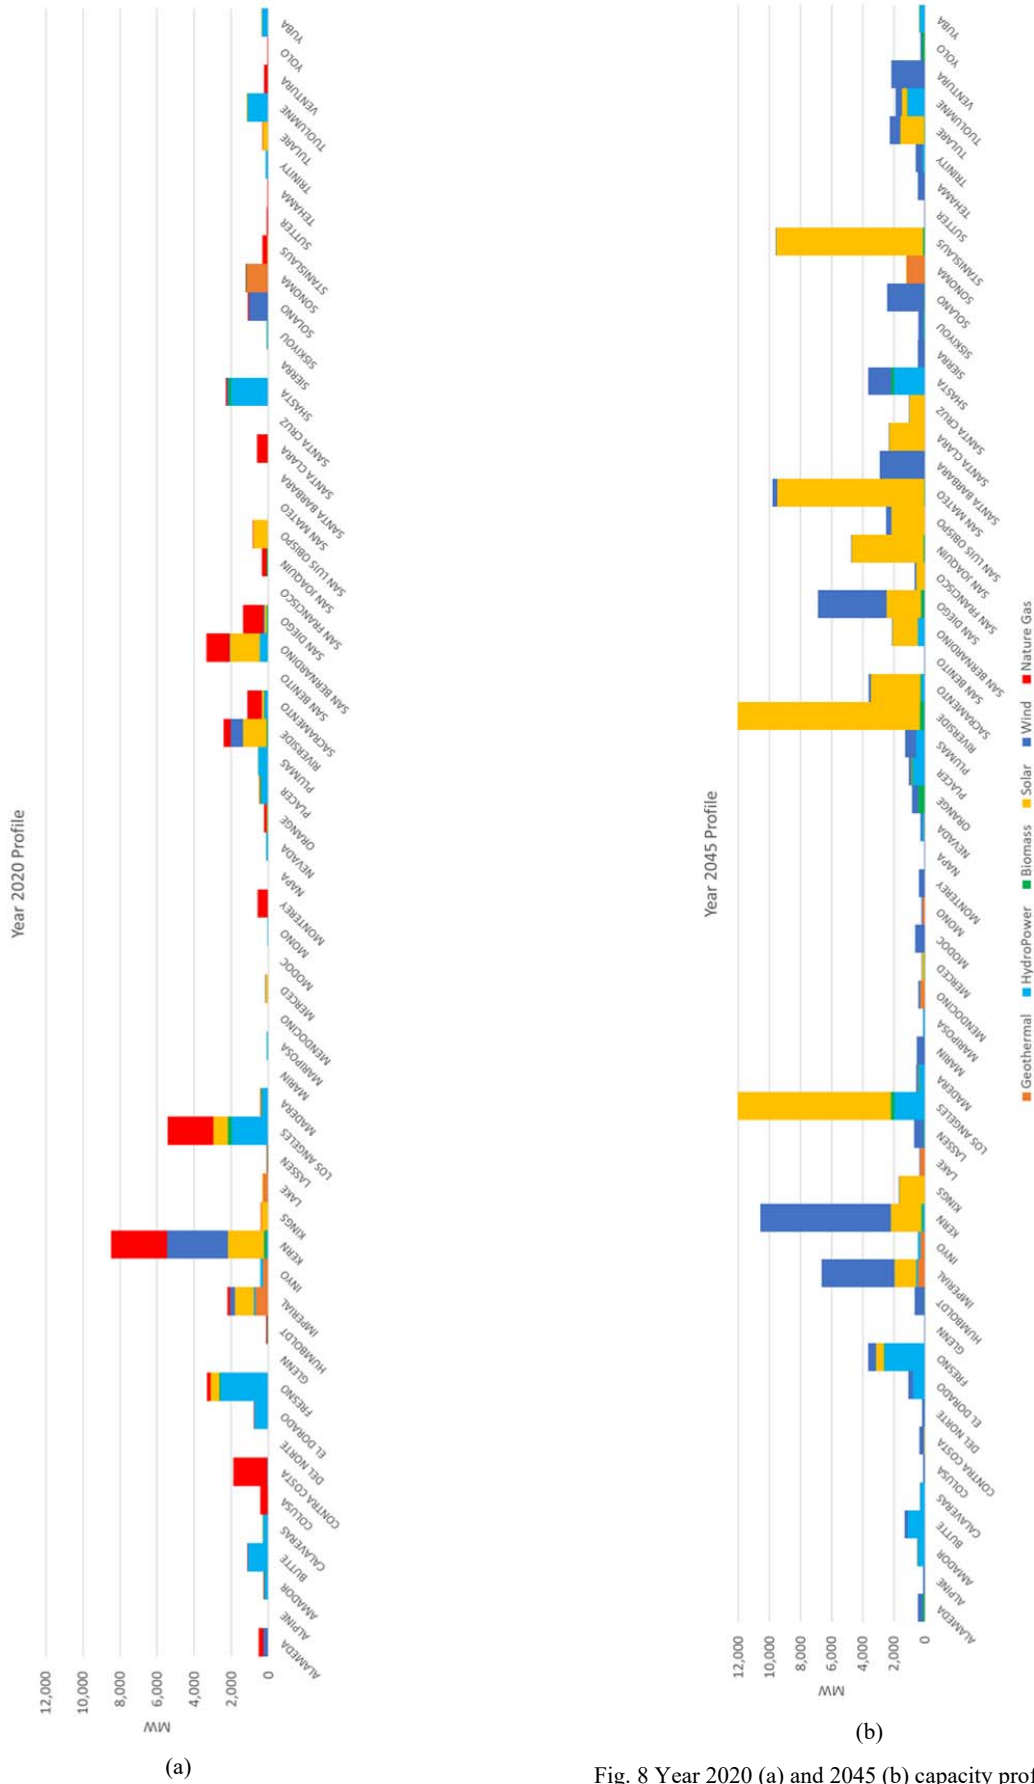 Year 2020 Profile
12,000
10,000
8,000
6,000
4,000
2,000
0
MW
ALAMEDA
ALPINE
AMADOR
BUTTE
CALAVERAS
COLUSA
CONTRA COSTA
DEL NORTE
EL DORADO
FRESNO
GLENN
HUMBOLDT
IMPERIAL
INYO
KERN
KINGS
LAKE
LASSEN
LOS ANGELES
MADERA
MARIN
MARIPOSA
MENDOCINO
MERCED
MODOC
MONO
MONTEREY
NAPA
NEVADA
ORANGE
PLACER
PLUMAS
RIVERSIDE
SACRAMENTO
SAN BENITO
SAN BERNARDINO
SAN DIEGO
SAN FRANCISCO
SAN JOAQUIN
SAN LUIS OBISPO
SAN MATEO
SANTA BARBARA
SANTA CLARA
SANTA CRUZ
SHASTA
SIERRA
SISKIYOU
SOLANO
SONOMA
STANISLAUS
SUTTER
TEHAMA
TRINITY
TULARE
TUOLUMNE
VENTURA
YOLO
YUBA
(a)
Year 2045 Profile
12,000
10,000
8,000
6,000
4,000
2,000
0
MW
ALAMEDA
ALPINE
AMADOR
BUTTE
CALAVERAS
COLUSA
CONTRA COSTA
DEL NORTE
EL DORADO
FRESNO
GLENN
HUMBOLDT
IMPERIAL
INYO
KERN
KINGS
LAKE
LASSEN
LOS ANGELES
MADERA
MARIN
MARIPOSA
MENDOCINO
MERCED
MODOC
MONO
MONTEREY
NAPA
NEVADA
ORANGE
PLACER
PLUMAS
RIVERSIDE
SACRAMENTO
SAN BENITO
SAN BERNARDINO
SAN DIEGO
SAN FRANCISCO
SAN JOAQUIN
SAN LUIS OBISPO
SAN MATEO
SANTA BARBARA
SANTA CLARA
SANTA CRUZ
SHASTA
SIERRA
SISKIYOU
SOLANO
SONOMA
STANISLAUS
SUTTER
TEHAMA
TRINITY
TULARE
TUOLUMNE
VENTURA
YOLO
YUBA
Geothermal HydroPower Biomass Solar Wind Nature Gas
(b)
Fig. 8 Year 2020 (a) and 2045 (b) capacity prof